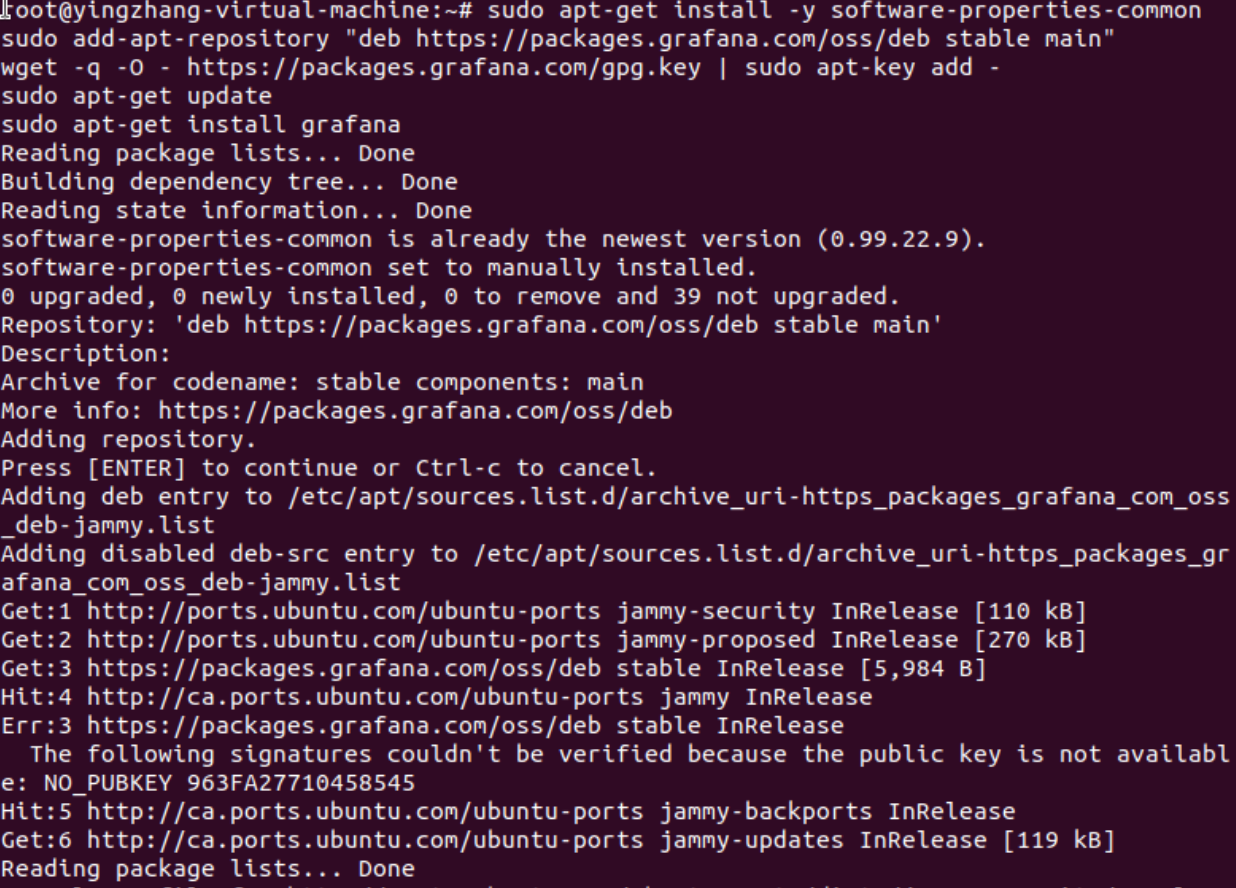 root@yingzhang-virtual-machine:~# sudo apt-get install -y software-properties-common
sudo add-apt-repository "deb https://packages.grafana.com/oss/deb stable main"
wget -q -O - https://packages.grafana.com/gpg.key | sudo apt-key add -
sudo apt-get update
sudo apt-get install grafana
Reading package lists... Done
Building dependency tree... Done
Reading state information... Done
software-properties-common is already the newest version (0.99.22.9).
software-properties-common set to manually installed.
0 upgraded, 0 newly installed, 0 to remove and 39 not upgraded.
Repository: 'deb https://packages.grafana.com/oss/deb stable main'
Description:
Archive for codename: stable components: main
More info: https://packages.grafana.com/oss/deb
Adding repository.
Press [ENTER] to continue or Ctrl-c to cancel.
Adding deb entry to /etc/apt/sources.list.d/archive_uri-https_packages_grafana_com_oss
_deb-jammy.list
Adding disabled deb-src entry to /etc/apt/sources.list.d/archive_uri-https_packages_gr
afana_com_oss_deb-jammy.list
Get:1 http://ports.ubuntu.com/ubuntu-ports jammy-security InRelease [110 kB]
Get:2 http://ports.ubuntu.com/ubuntu-ports jammy-proposed InRelease [270 kB]
Get:3 https://packages.grafana.com/oss/deb stable InRelease [5,984 B]
Hit:4 http://ca.ports.ubuntu.com/ubuntu-ports jammy InRelease
Err:3 https://packages.grafana.com/oss/deb stable InRelease
  The following signatures couldn't be verified because the public key is not availabl
e: NO_PUBKEY 963FA27710458545
Hit:5 http://ca.ports.ubuntu.com/ubuntu-ports jammy-backports InRelease
Get:6 http://ca.ports.ubuntu.com/ubuntu-ports jammy-updates InRelease [119 kB]
Reading package lists... Done